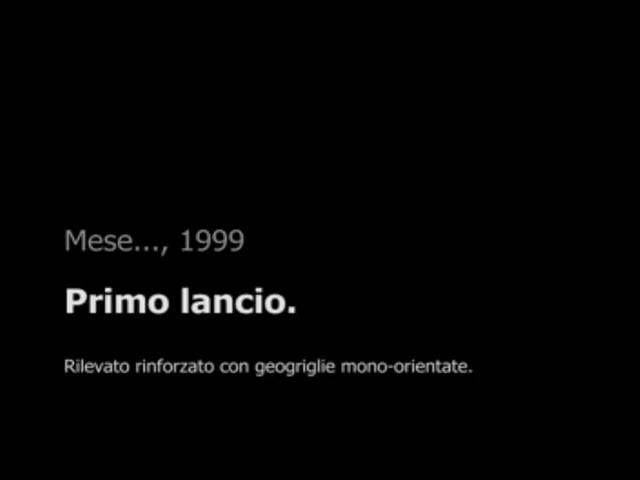 Mese..., 1999
Primo lancio.
Rilevato rinforzato con geogriglie mono-orientate.